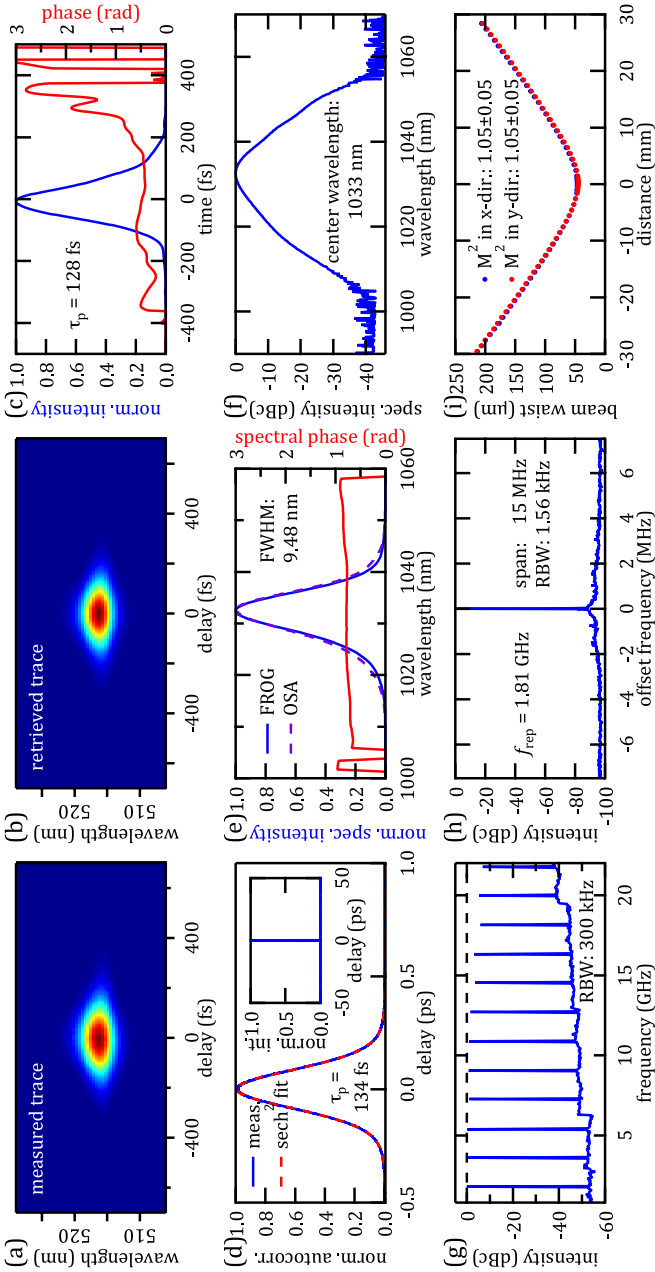 (a)
measured trace
wavelength (nm)
520
510
-400
0
400
delay (fs)
(b)
retrieved trace
wavelength (nm)
520
510
-400
0
400
delay (fs)
(c)
norm. intensity
1.0
0.8
0.6
0.4
0.2
0.0
τp = 128 fs
phase (rad)
3
2
1
0
-400
-200
0
200
400
time (fs)
(d)
norm. autocorr.
1.0
0.8
0.6
0.4
0.2
0.0
meas.
sech² fit
τp =
134 fs
norm. int.
1.0
0.5
0.0
-50
0
50
delay (ps)
-0.5
0.0
0.5
1.0
delay (ps)
(e)
norm. spec. intensity
1.0
0.8
0.6
0.4
0.2
0.0
FROG
OSA
FWHM:
9.48 nm
spectral phase (rad)
3
2
1
0
1000
1020
1040
1060
wavelength (nm)
(f)
spec. intensity (dBc)
0
-10
-20
-30
-40
center wavelength:
1033 nm
1000
1020
1040
1060
wavelength (nm)
(g)
intensity (dBc)
0
-20
-40
-60
RBW: 300 kHz
5
10
15
20
frequency (GHz)
(h)
intensity (dBc)
0
-20
-40
-60
-80
-100
frep = 1.81 GHz
span: 15 MHz
RBW: 1.56 kHz
-6
-4
-2
0
2
4
6
offset frequency (MHz)
(i)
beam waist (μm)
250
200
150
100
50
0
M² in x-dir.: 1.05±0.05
M² in y-dir.: 1.05±0.05
-30
-20
-10
0
10
20
30
distance (mm)